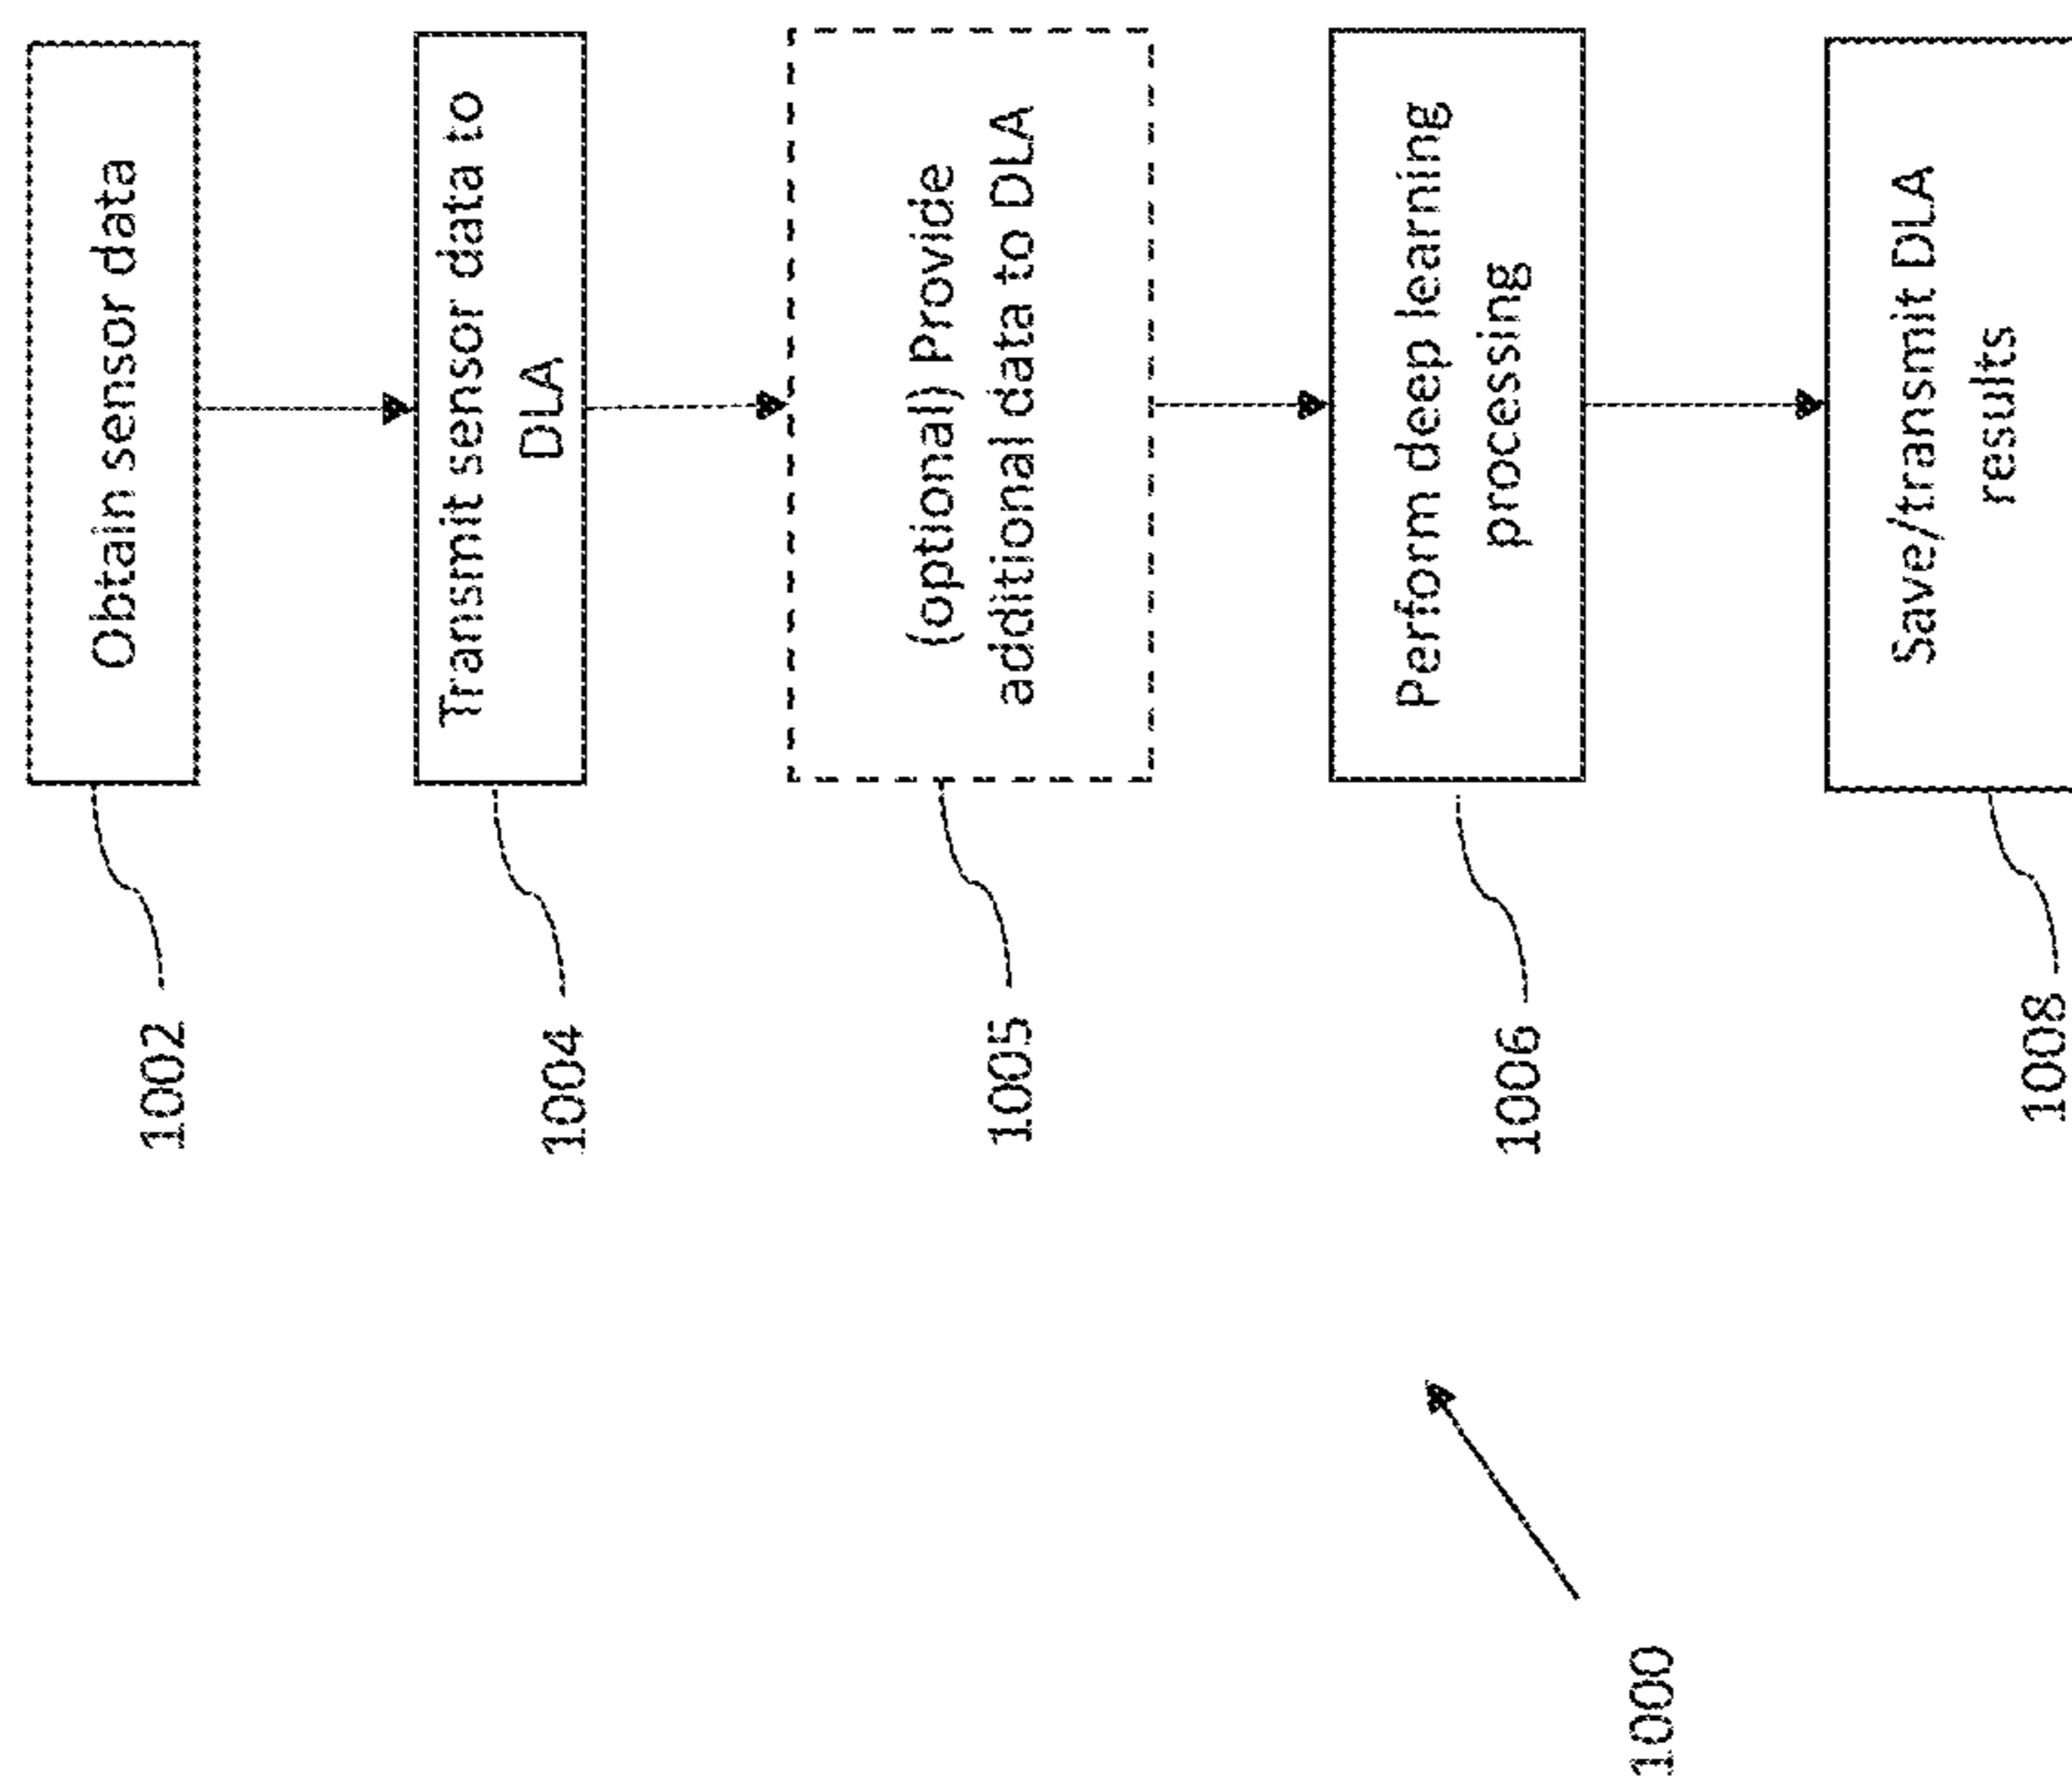 1002
Obtain sensor data
1004
Transmit sensor data to
DLA
1005
(optional) Provide
additional data to DLA
1006
Perform deep learning
processing
1008
Save/transmit DLA
results
1000